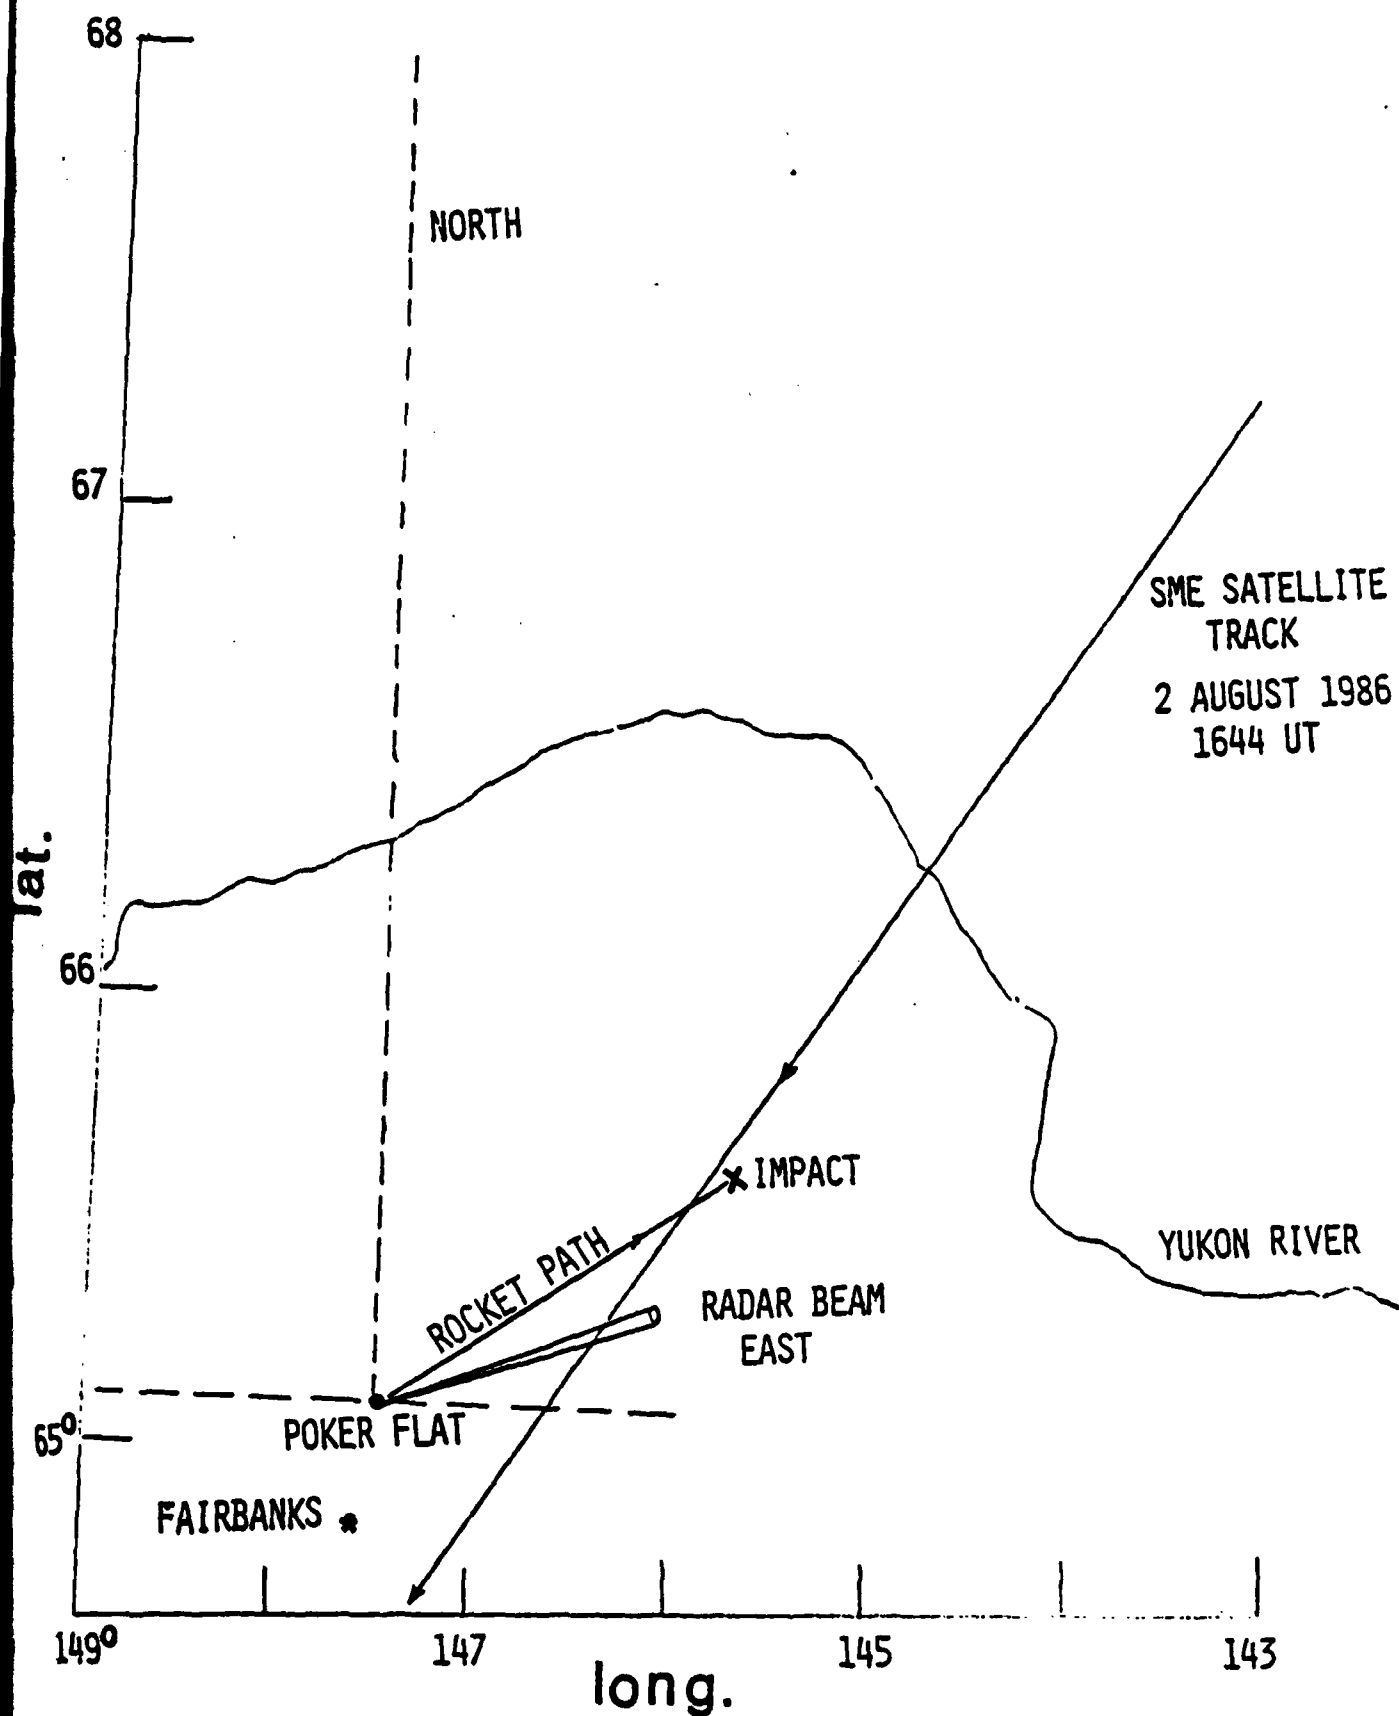 68
NORTH
67
SME SATELLITE
TRACK
2 AUGUST 1986
1644 UT
lat.
66
IMPACT
ROCKET PATH
YUKON RIVER
RADAR BEAM
EAST
65°
POKER FLAT
FAIRBANKS
149° 147 145 143
long.